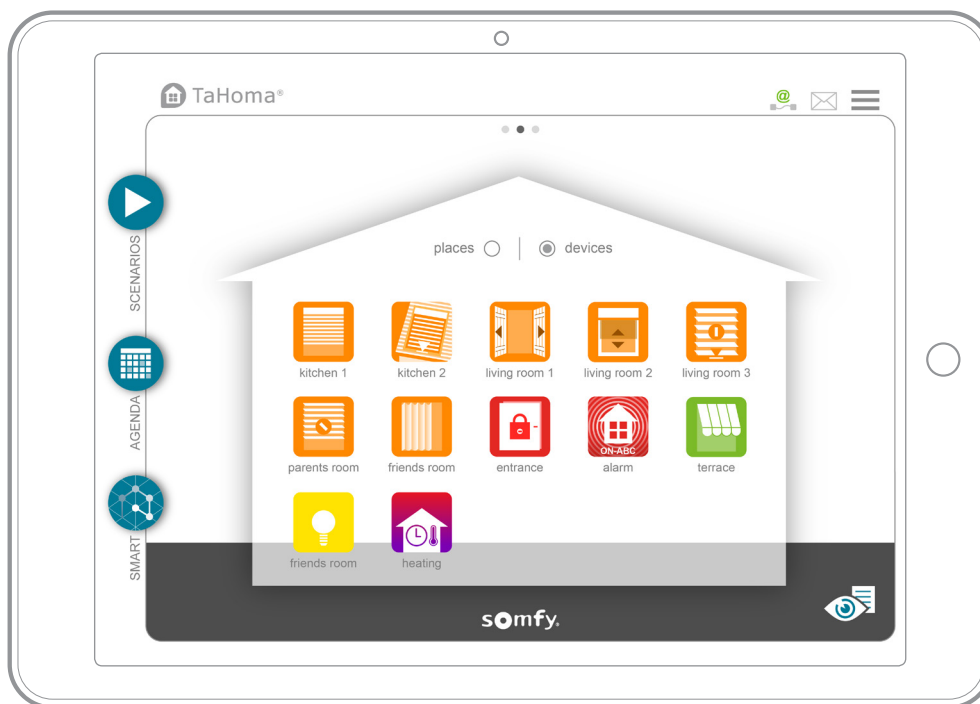 TaHoma®
@
places
devices
SCENARIOS
kitchen 1
kitchen 2
living room 1
living room 2
living room 3
AGENDA
parents room
friends room
entrance
ON-ABC
alarm
terrace
SMART
friends room
heating
somfy.